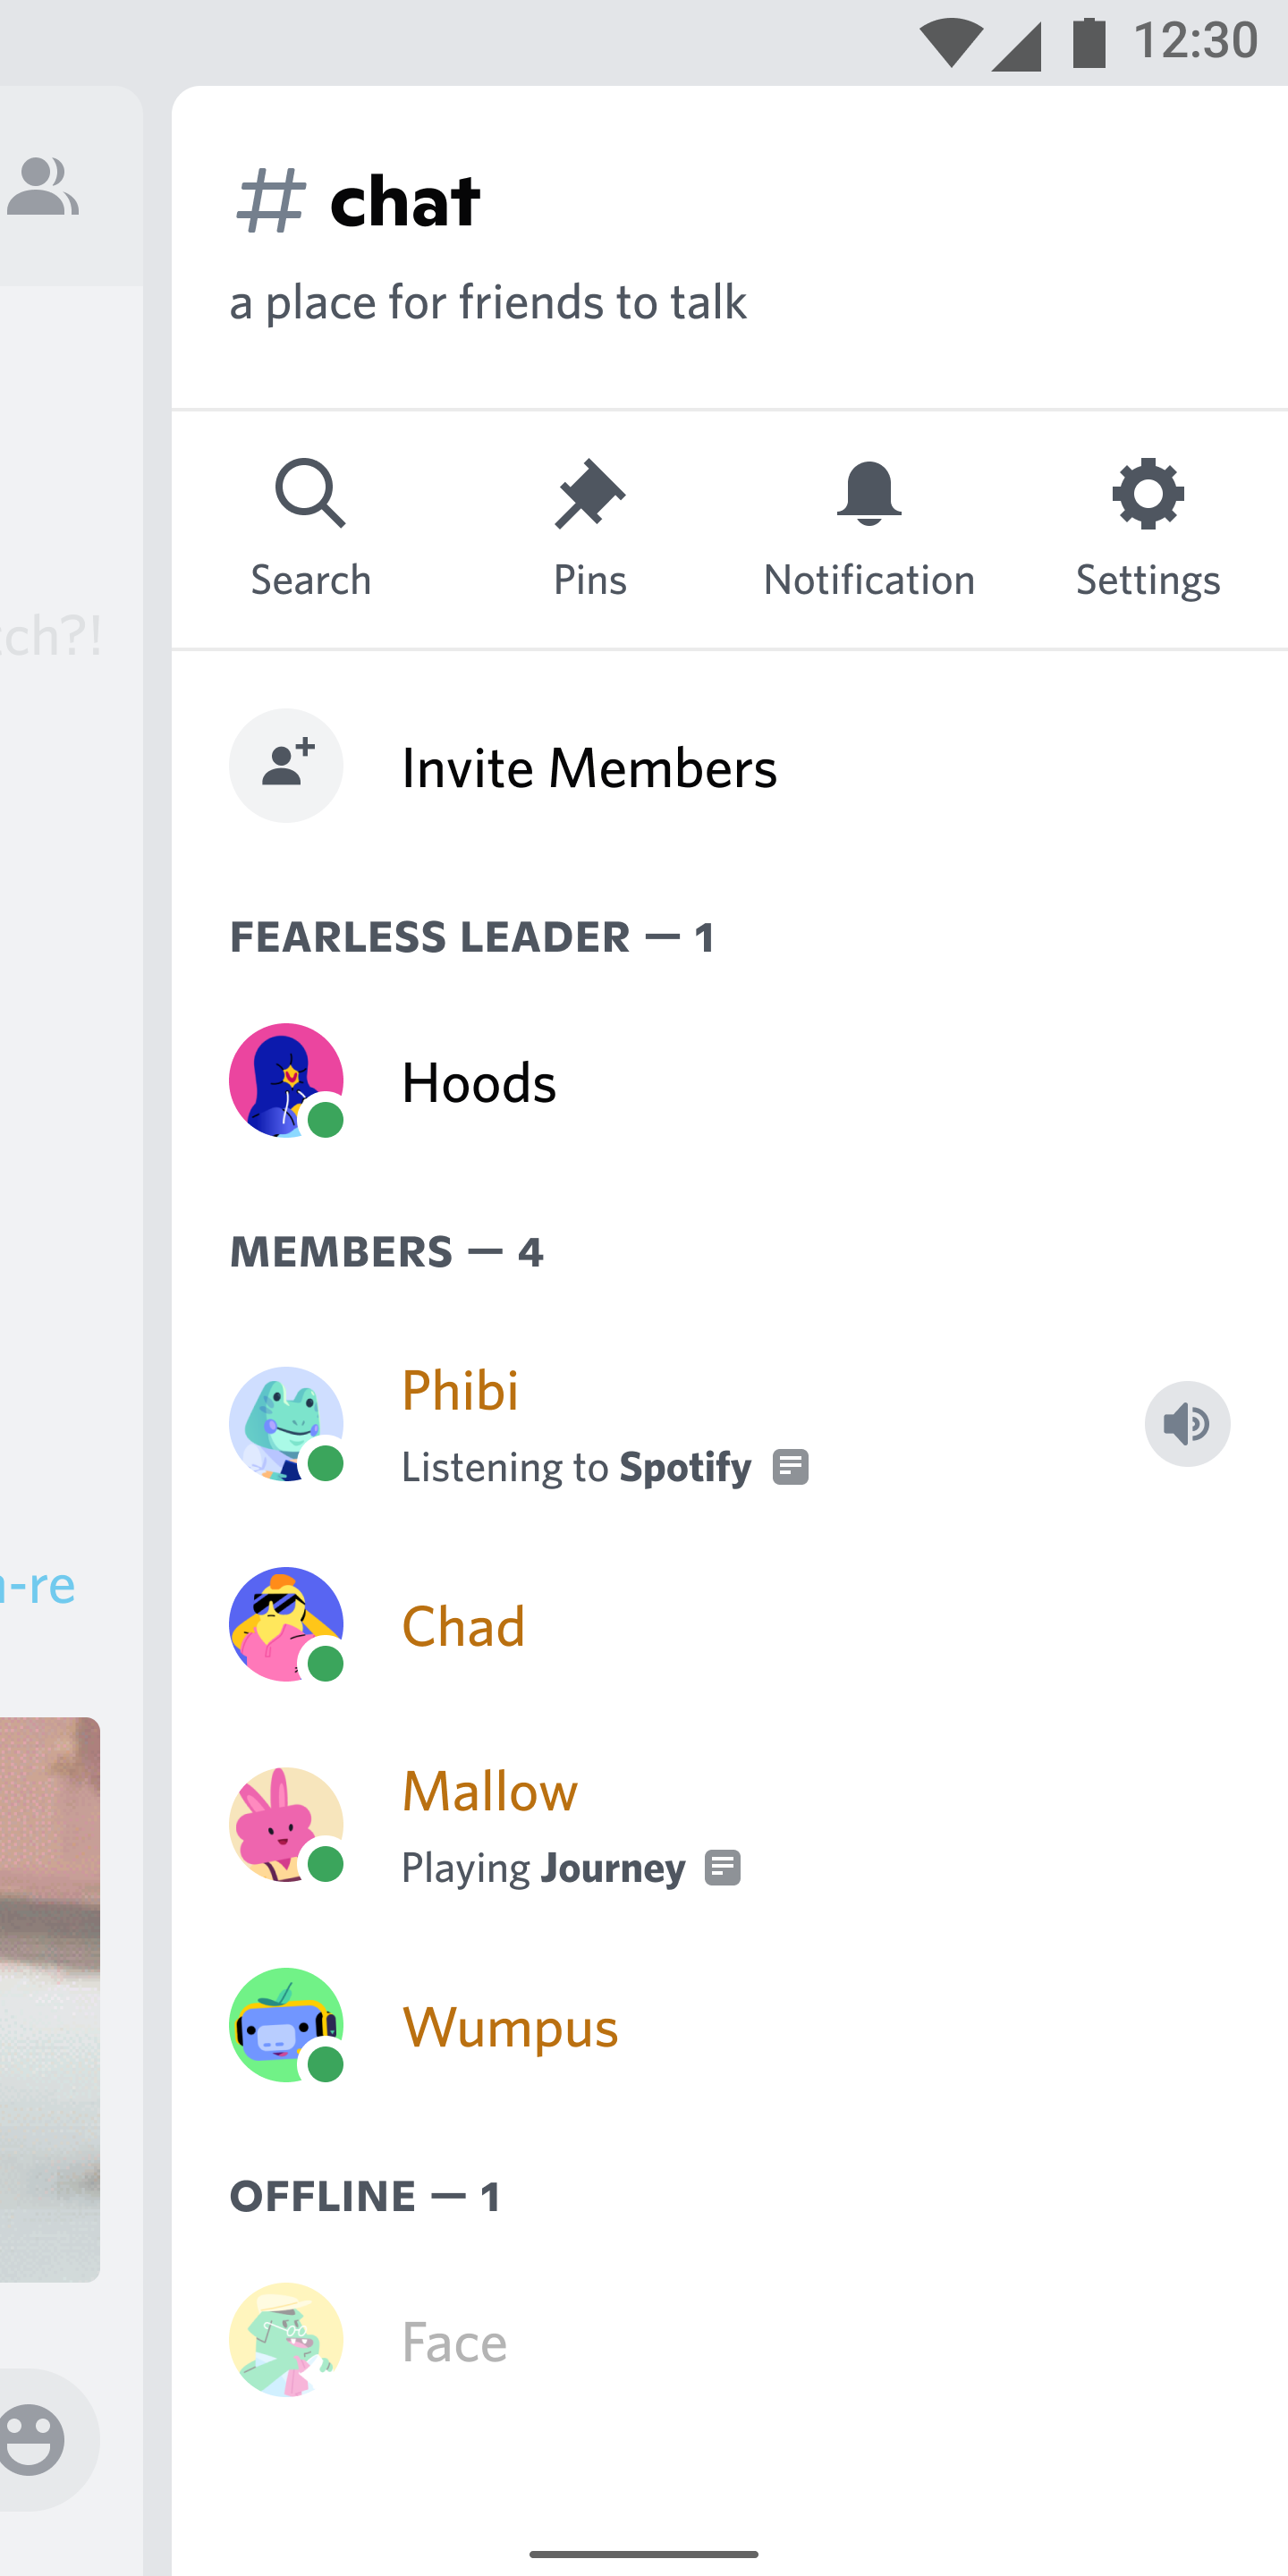 12:30
# chat
a place for friends to talk
Search
Pins
Notification
Settings
ch?!
Invite Members
FEARLESS LEADER — 1
Hoods
MEMBERS — 4
Phibi
Listening to Spotify
-re
Chad
Mallow
Playing Journey
Wumpus
OFFLINE — 1
Face